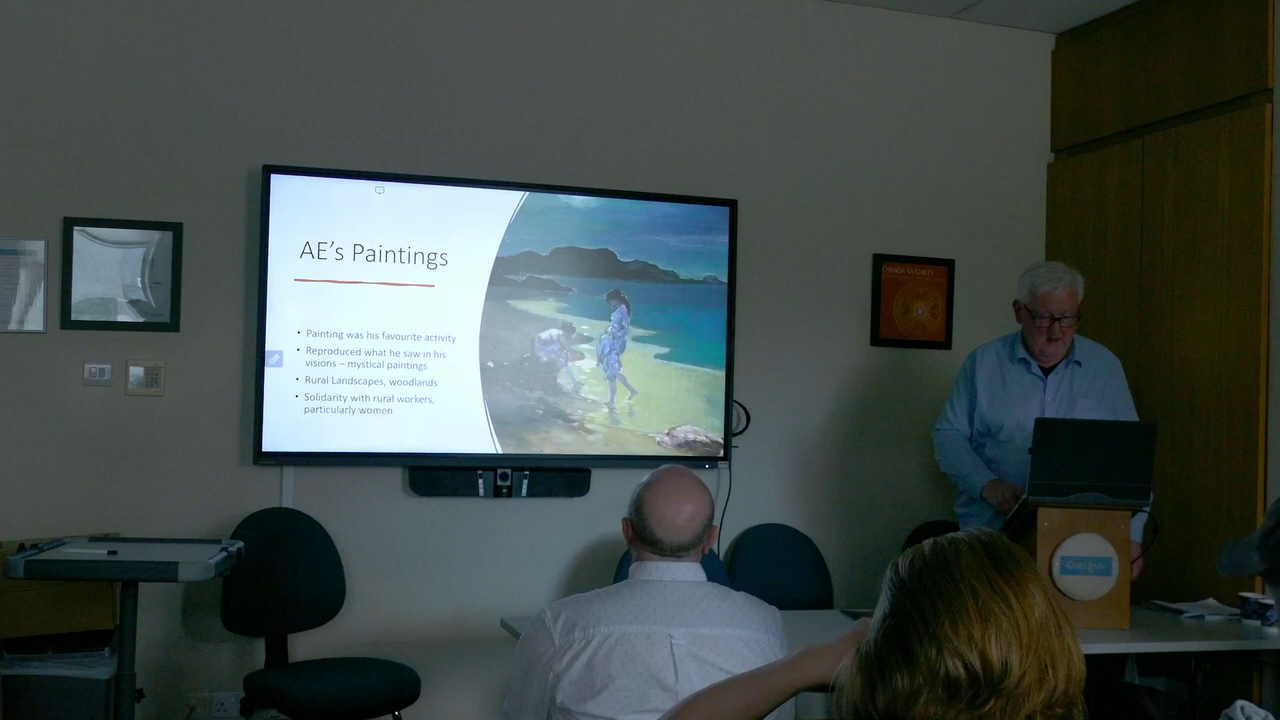 AE's Paintings
• Painting was his favourite activity
• Reproduced what he saw in his
visions – mystical paintings
• Rural Landscapes, woodlands
• Solidarity with rural workers,
particularly women